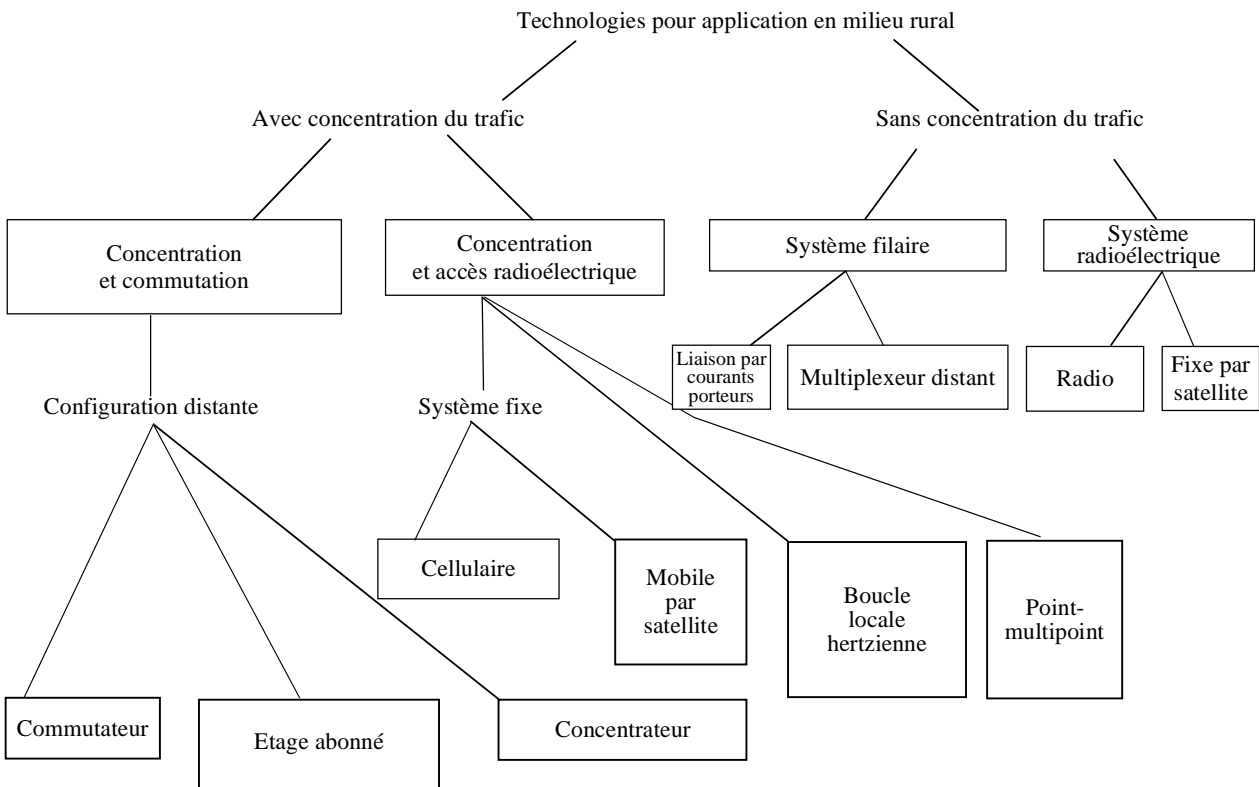 Technologies pour application en milieu rural
Avec concentration du trafic
Sans concentration du trafic
Concentration
et commutation
Concentration
et accès radioélectrique
Système filaire
Système
radioélectrique
Liaison par
courants
porteurs
Multiplexeur distant
Radio
Fixe par
satellite
Configuration distante
Système fixe
Cellulaire
Mobile
par
satellite
Boucle
locale
hertzienne
Point-
multipoint
Commutateur
Etage abonné
Concentrateur